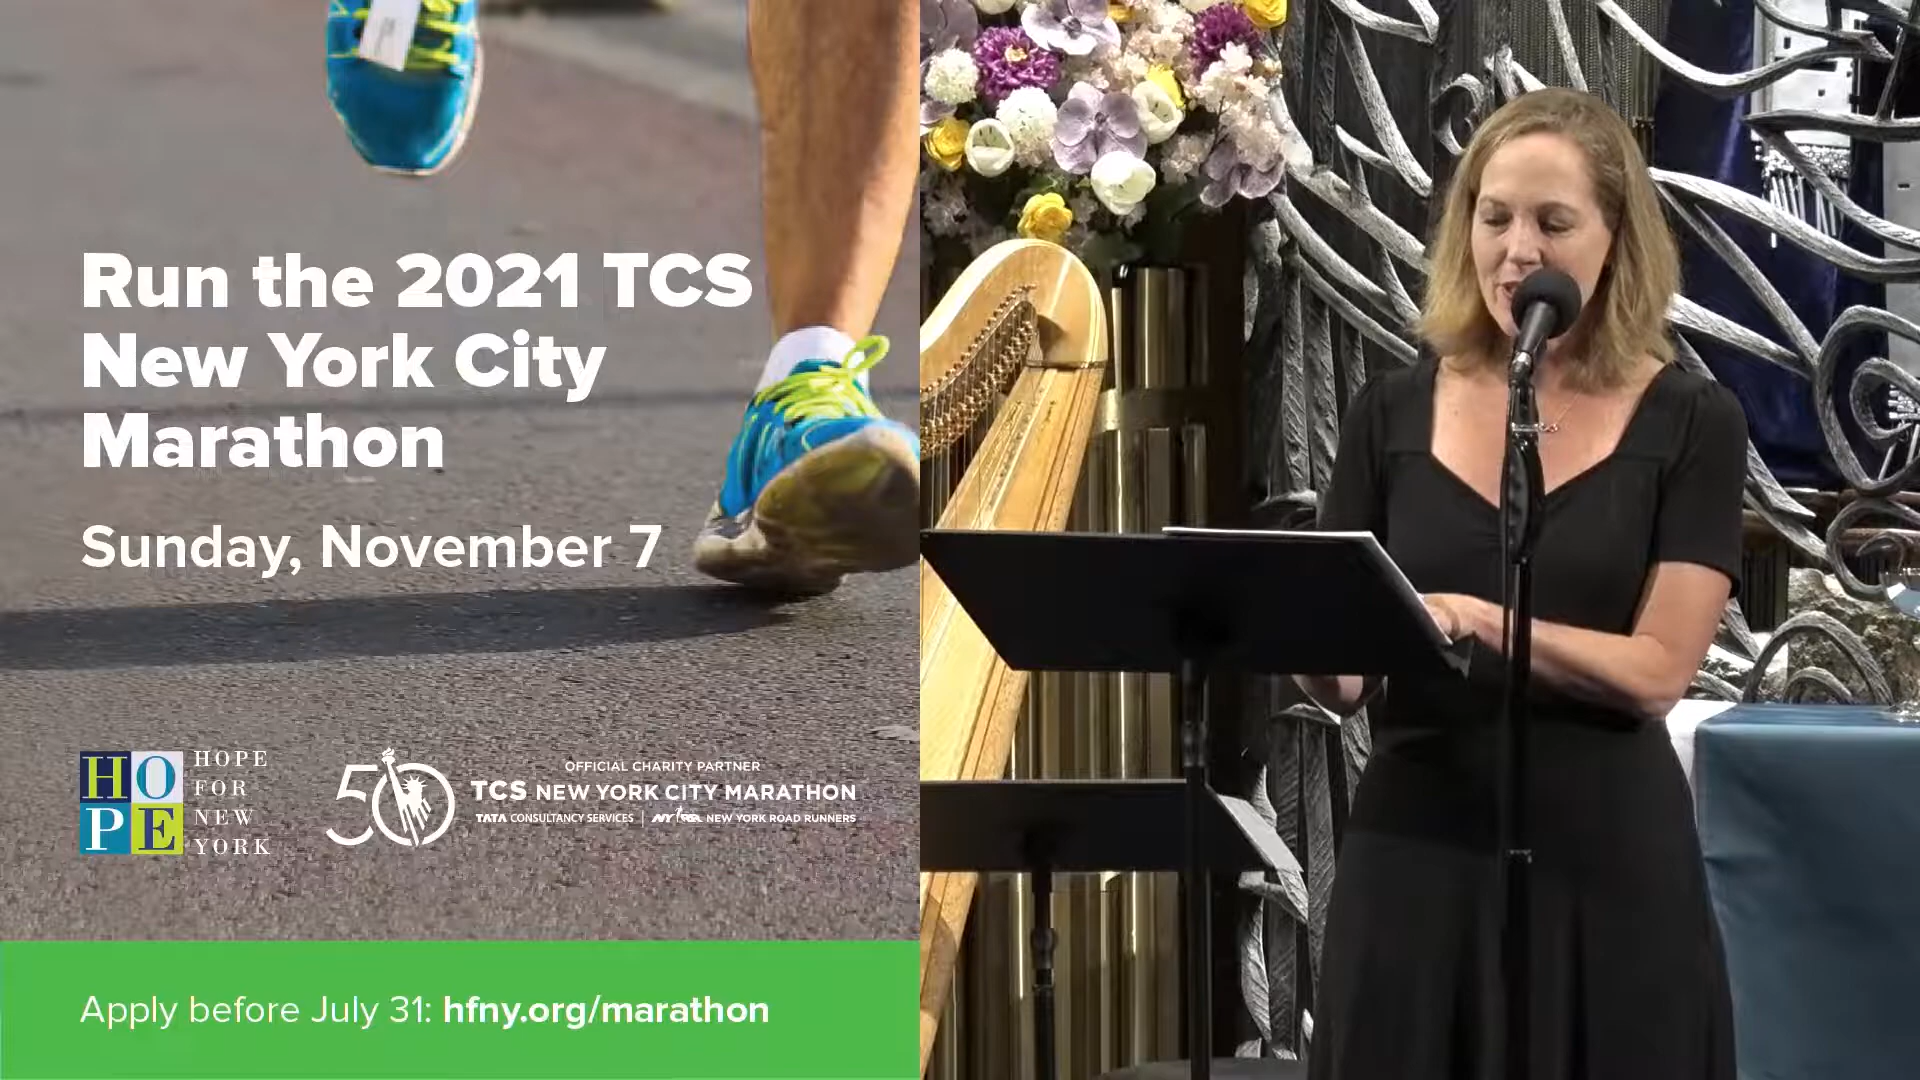 Run the 2021 TCS
New York City
Marathon
Sunday, November 7
HO
PE
HOPE
FOR
NEW
YORK
50
OFFICIAL CHARITY PARTNER
TCS NEW YORK CITY MARATHON
TATA CONSULTANCY SERVICES | NEW YORK ROAD RUNNERS
Apply before July 31: hfny.org/marathon